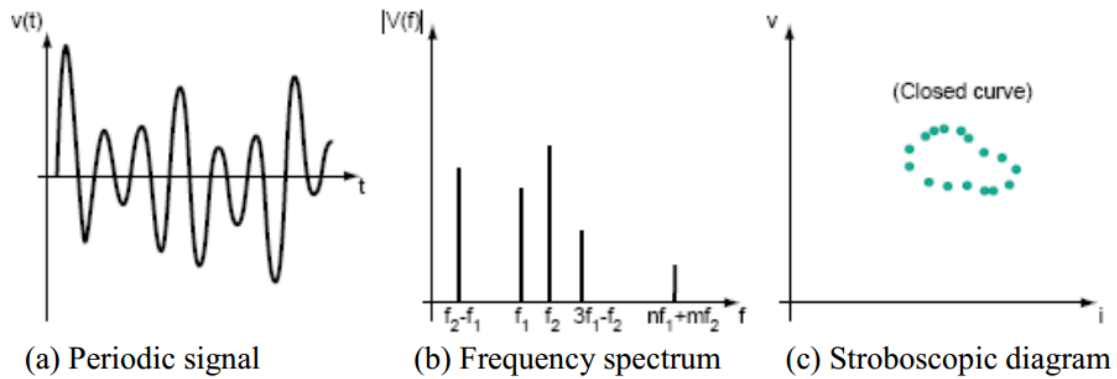 v(t)
t
(a) Periodic signal
|V(f)|
f₂-f₁
f₁
f₂
3f₁-f₂
nf₁+mf₂
f
(b) Frequency spectrum
v
(Closed curve)
i
(c) Stroboscopic diagram